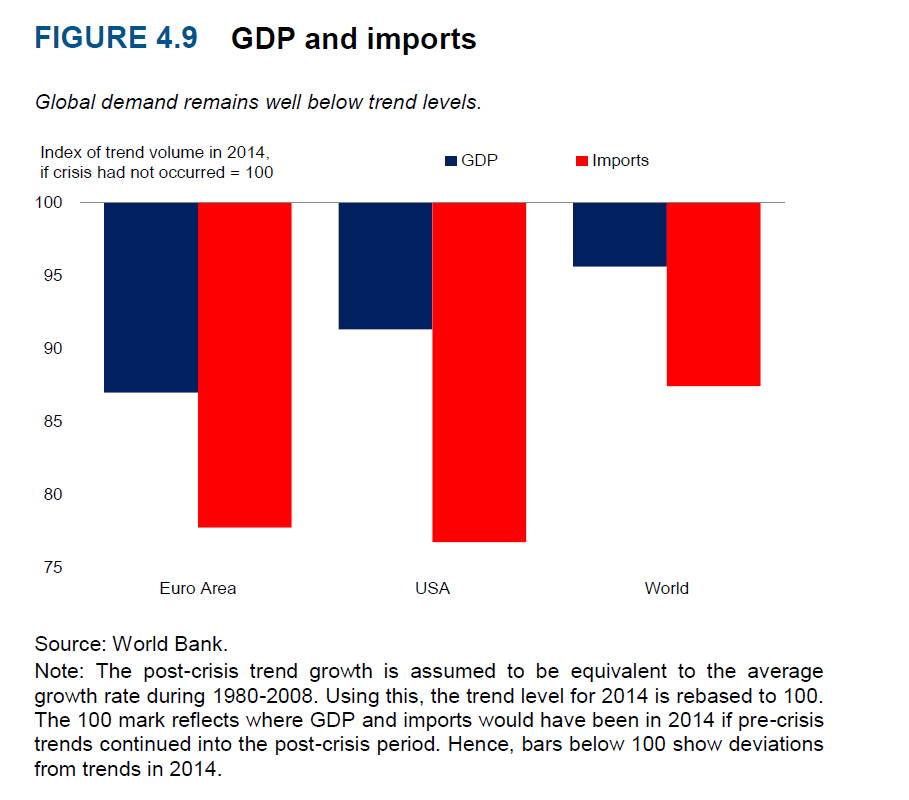 FIGURE 4.9 GDP and imports
Global demand remains well below trend levels.
Index of trend volume in 2014,
if crisis had not occurred = 100
GDP
Imports
100
95
90
85
80
75
Euro Area
USA
World
Source: World Bank.
Note: The post-crisis trend growth is assumed to be equivalent to the average
growth rate during 1980-2008. Using this, the trend level for 2014 is rebased to 100.
The 100 mark reflects where GDP and imports would have been in 2014 if pre-crisis
trends continued into the post-crisis period. Hence, bars below 100 show deviations
from trends in 2014.